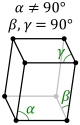 α ≠ 90°
β, γ = 90°
γ
β
α